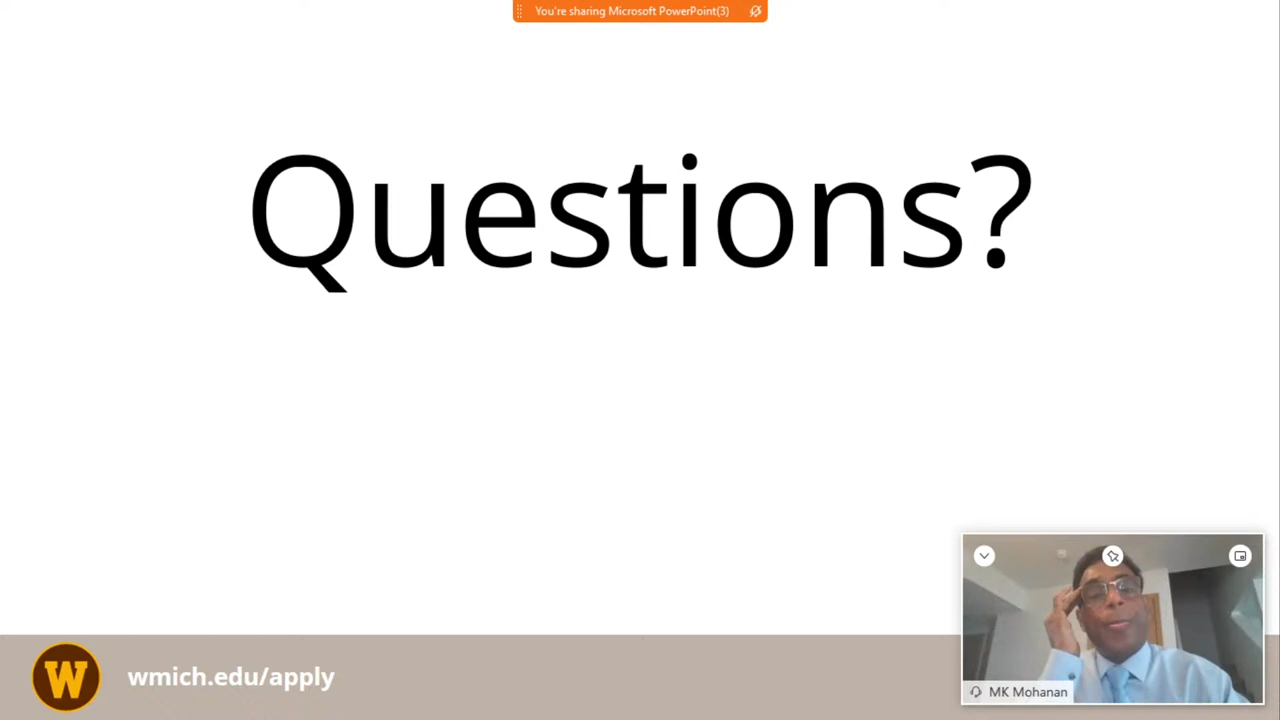 You're sharing Microsoft PowerPoint(3)
Questions?
MK Mohanan
W
wmich.edu/apply